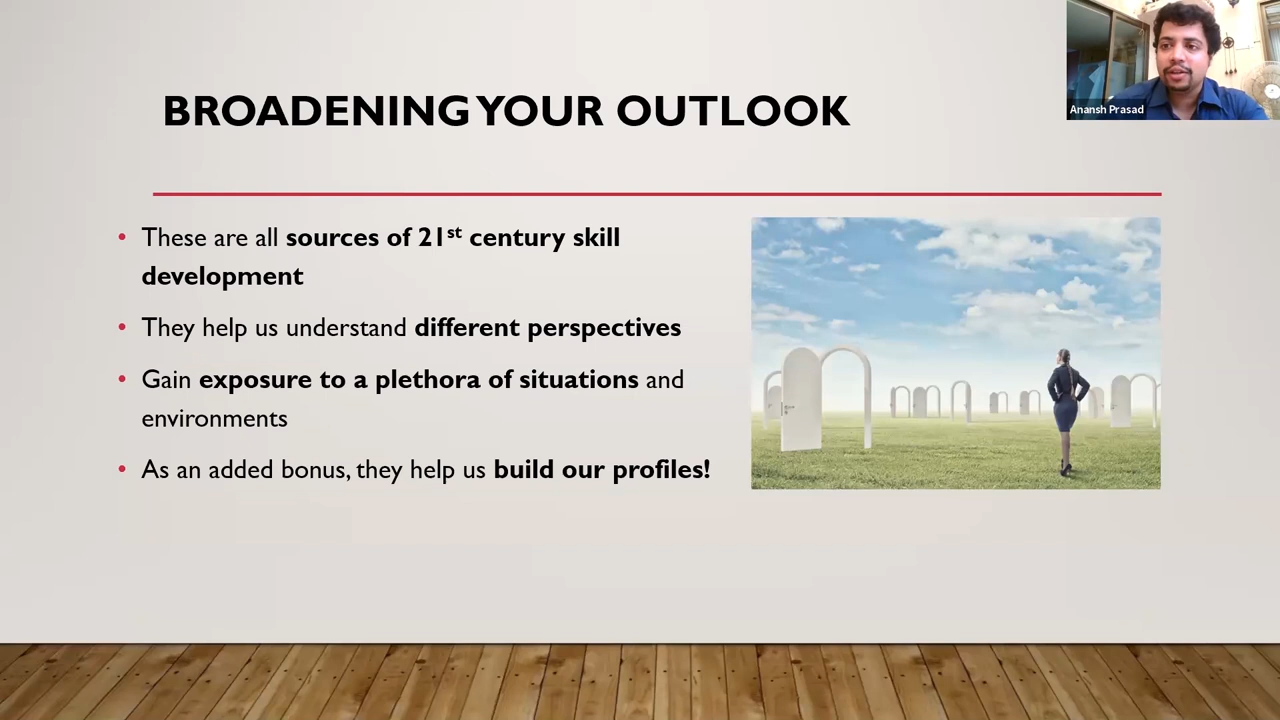 BROADENING YOUR OUTLOOK
Anansh Prasad
• These are all sources of 21st century skill
development
• They help us understand different perspectives
• Gain exposure to a plethora of situations and
environments
• As an added bonus, they help us build our profiles!